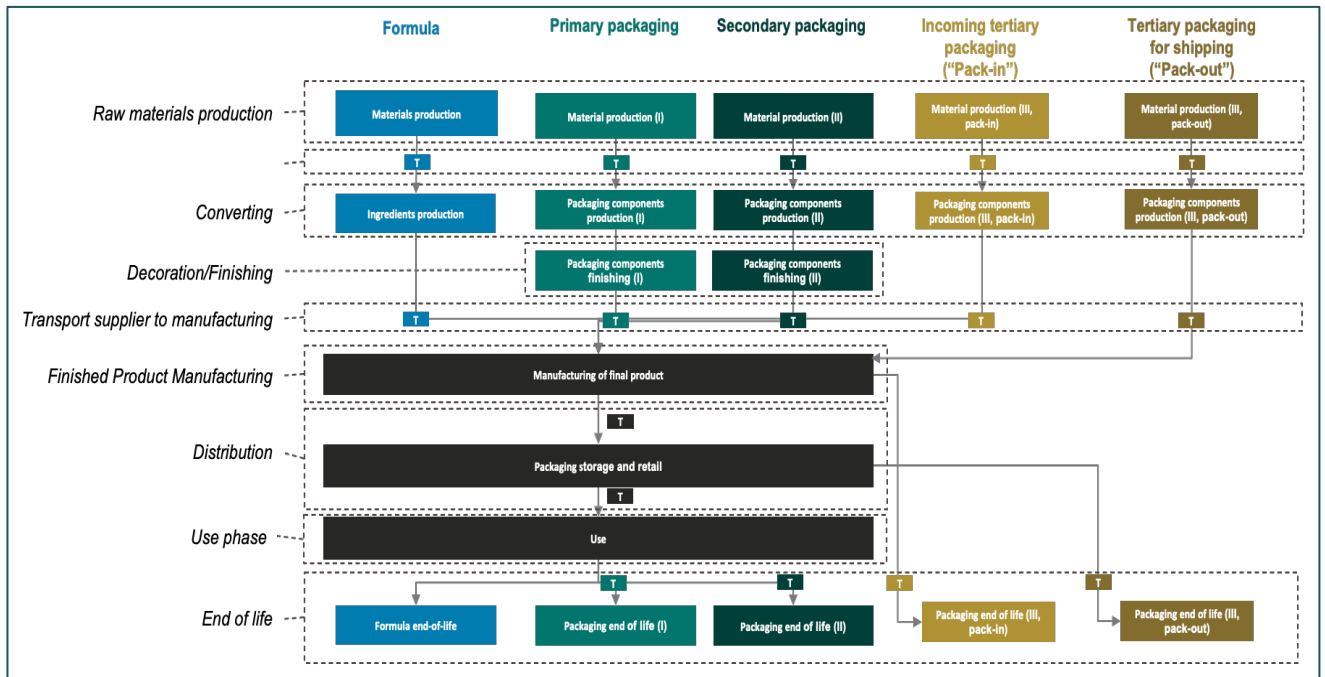 Formula
Primary packaging
Secondary packaging
Incoming tertiary
packaging
(“Pack-in”)
Tertiary packaging
for shipping
(“Pack-out”)
Raw materials production
Materials production
Material production (I)
Material production (II)
Material production (III,
pack-in)
Material production (III,
pack-out)
T
T
T
T
T
Converting
Ingredients production
Packaging components
production (I)
Packaging components
production (II)
Packaging components
production (III, pack-in)
Packaging components
production (III, pack-out)
Decoration/Finishing
Packaging components
finishing (I)
Packaging components
finishing (II)
Transport supplier to manufacturing
T
T
T
T
T
Finished Product Manufacturing
Manufacturing of final product
T
Distribution
Packaging storage and retail
T
Use phase
Use
T
T
T
T
End of life
Formula end-of-life
Packaging end of life (I)
Packaging end of life (II)
Packaging end of life (III,
pack-in)
Packaging end of life (III,
pack-out)